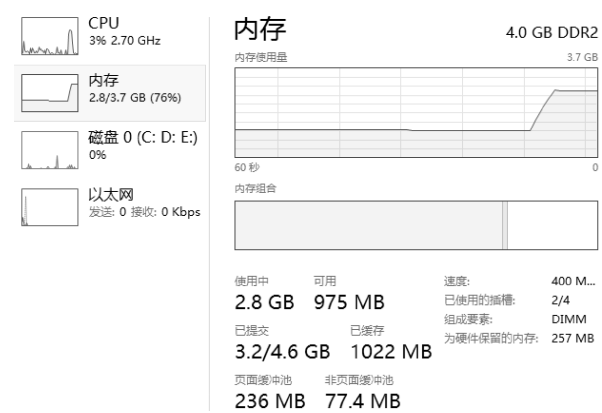 CPU
3% 2.70 GHz
内存
2.8/3.7 GB (76%)
磁盘 0 (C: D: E:)
0%
以太网
发送: 0 接收: 0 Kbps
内存
4.0 GB DDR2
内存使用量
3.7 GB
60 秒
0
内存组合
使用中
可用
2.8 GB
975 MB
已提交
已缓存
3.2/4.6 GB
1022 MB
页面缓冲池
非页面缓冲池
236 MB
77.4 MB
速度:
400 M...
已使用的插槽:
2/4
组成要素:
DIMM
为硬件保留的内存:
257 MB